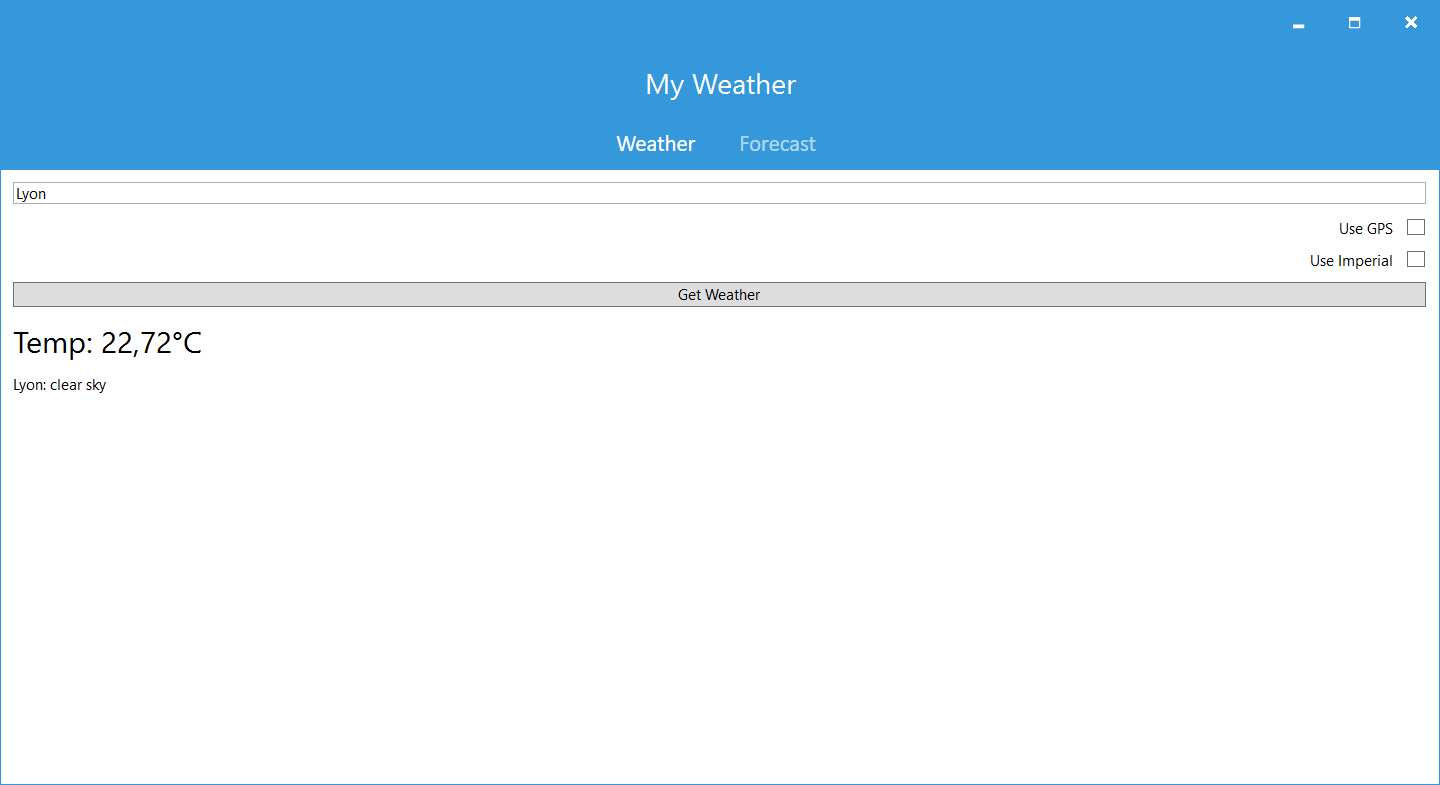 My Weather
Weather Forecast
Lyon
Use GPS
Use Imperial
Get Weather
Temp: 22,72°C
Lyon: clear sky